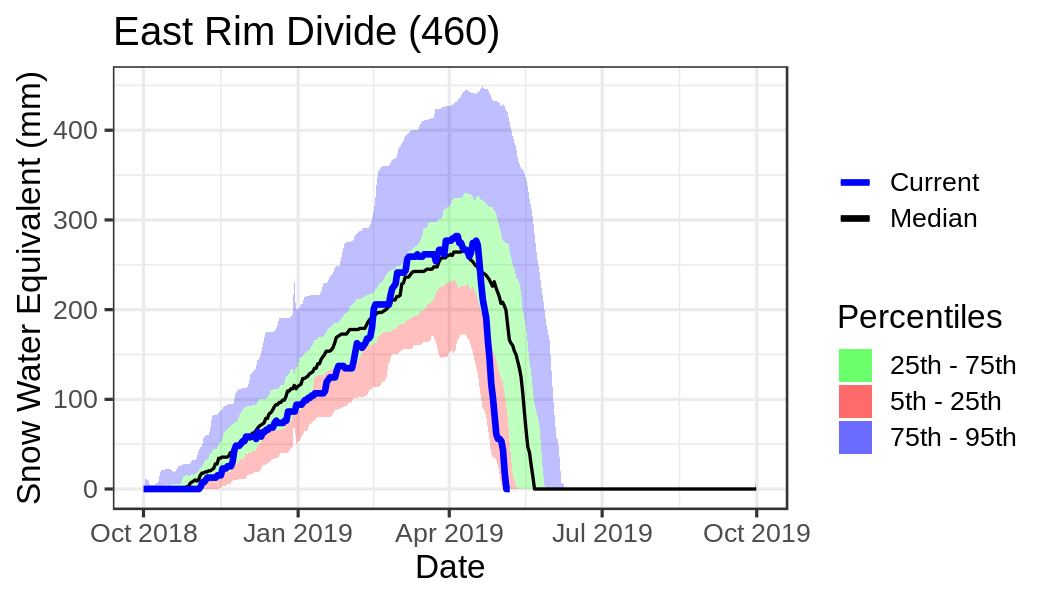 East Rim Divide (460)
Snow Water Equivalent (mm)
400
300
200
100
0
Oct 2018
Jan 2019
Apr 2019
Jul 2019
Oct 2019
Date
Current
Median
Percentiles
25th - 75th
5th - 25th
75th - 95th